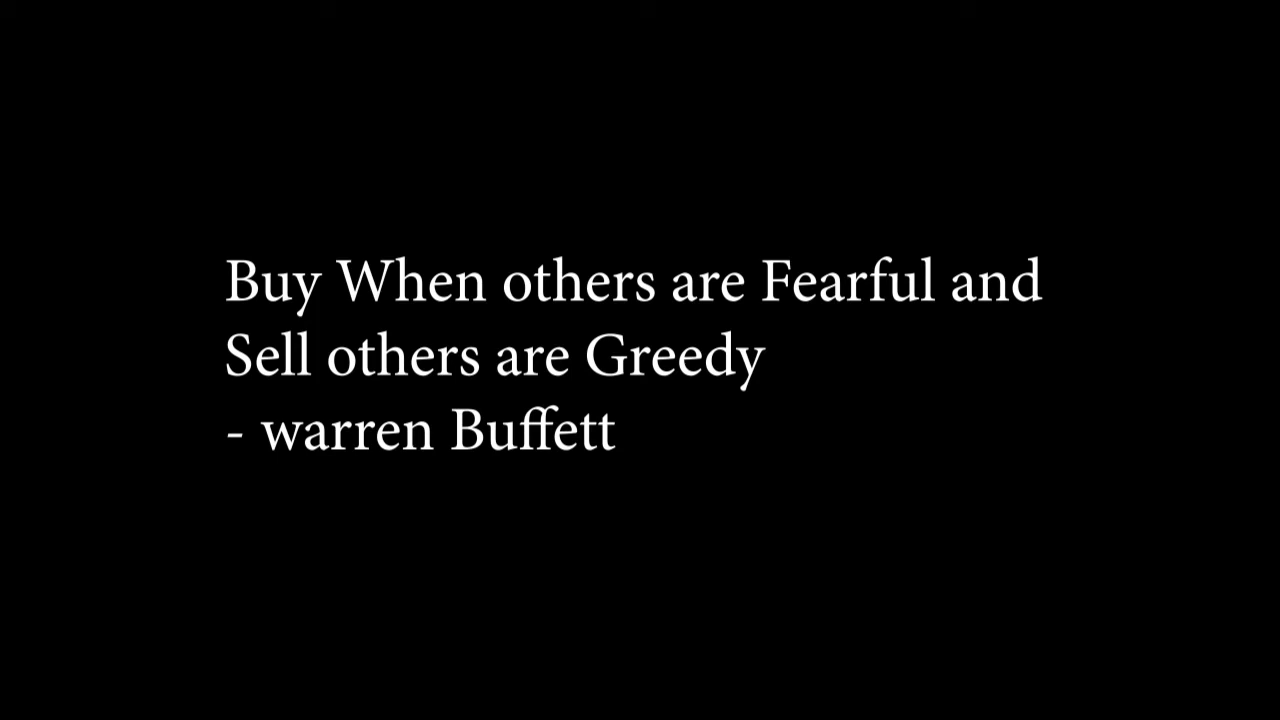 Buy When others are Fearful and
Sell others are Greedy
- warren Buffett